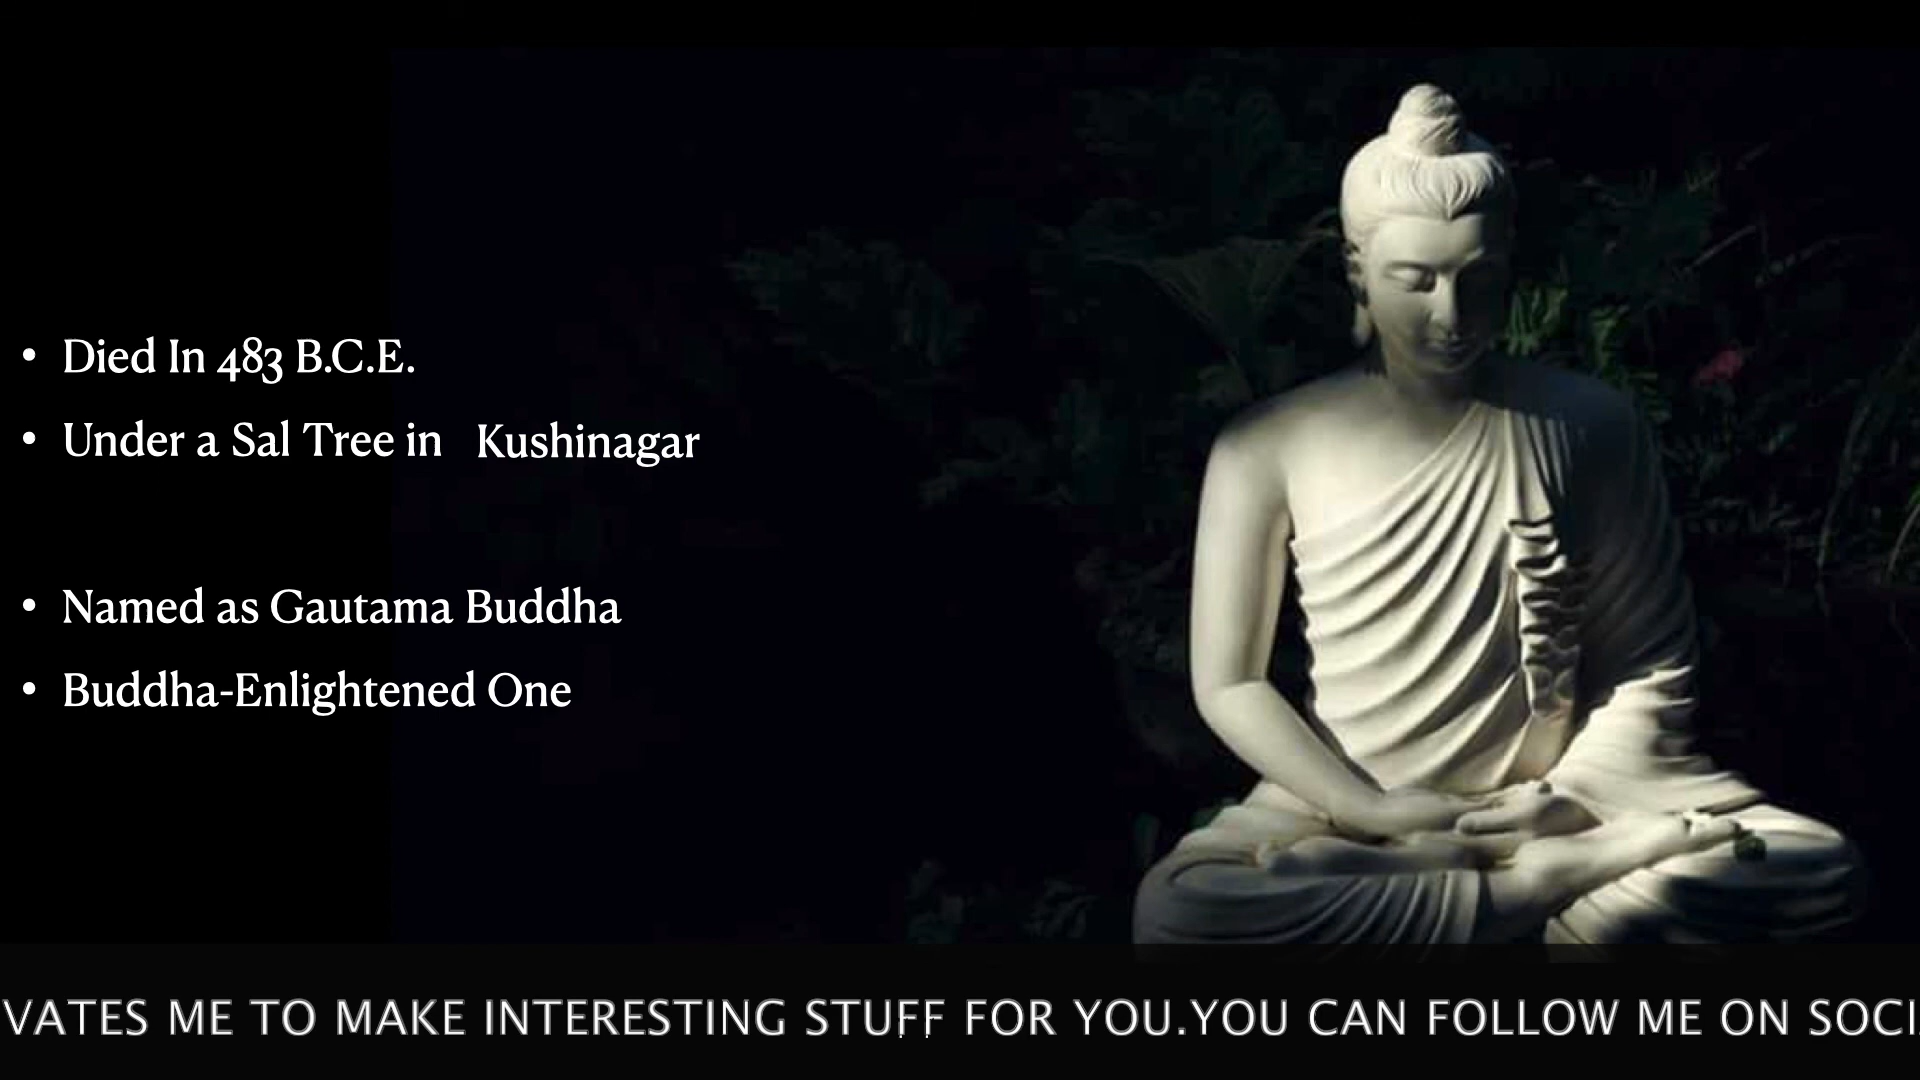 • Died In 483 B.C.E.
• Under a Sal Tree in Kushinagar
• Named as Gautama Buddha
• Buddha-Enlightened One
VATES ME TO MAKE INTERESTING STUFF FOR YOU.YOU CAN FOLLOW ME ON SOCI